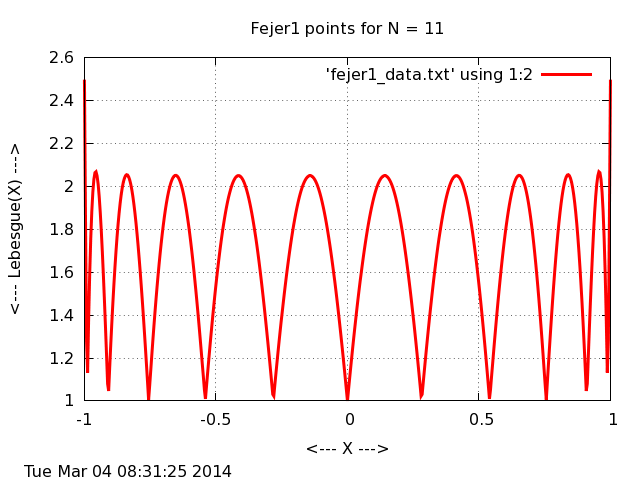 Fejer1 points for N = 11
'fejer1_data.txt' using 1:2
<--- Lebesgue(X) --->
2.6
2.4
2.2
2
1.8
1.6
1.4
1.2
1
-1 -0.5 0 0.5 1
<--- X --->
Tue Mar 04 08:31:25 2014